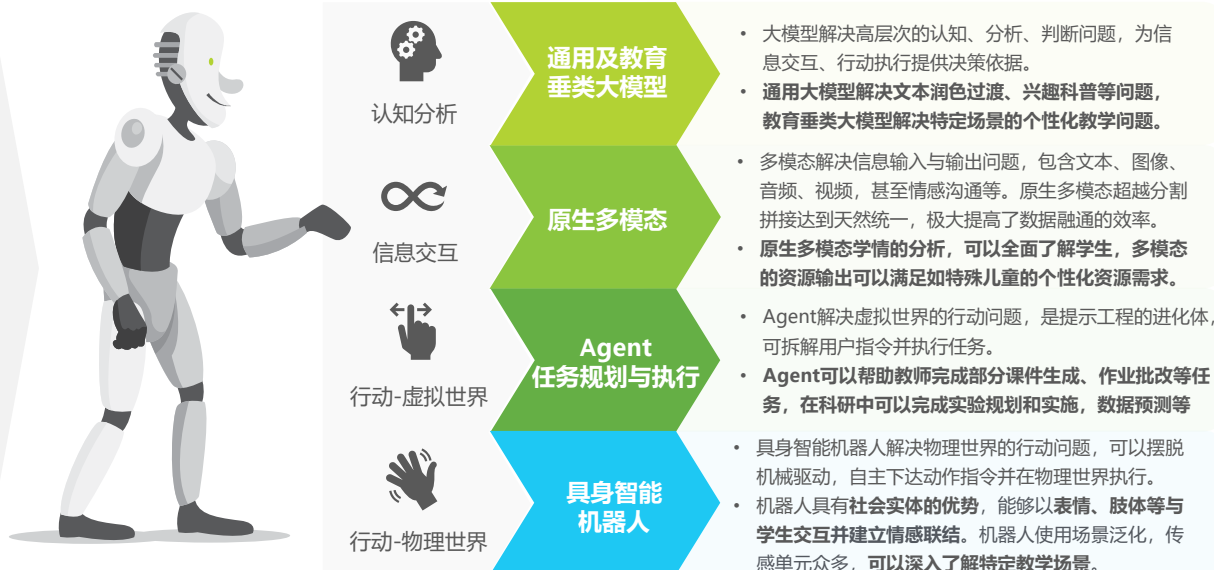 认知分析
通用及教育
垂类大模型
• 大模型解决高层次的认知、分析、判断问题，为信
息交互、行动执行提供决策依据。
• 通用大模型解决文本润色过渡、兴趣科普等问题，
教育垂类大模型解决特定场景的个性化教学问题。
信息交互
原生多模态
• 多模态解决信息输入与输出问题，包含文本、图像、
音频、视频，甚至情感沟通等。原生多模态超越分割
拼接达到天然统一，极大提高了数据融通的效率。
• 原生多模态学情的分析，可以全面了解学生，多模态
的资源输出可以满足如特殊儿童的个性化资源需求。
行动-虚拟世界
Agent
任务规划与执行
• Agent解决虚拟世界的行动问题，是提示工程的进化体，
可拆解用户指令并执行任务。
• Agent可以帮助教师完成部分课件生成、作业批改等任
务，在科研中可以完成实验规划和实施，数据预测等
行动-物理世界
具身智能
机器人
• 具身智能机器人解决物理世界的行动问题，可以摆脱
机械驱动，自主下达动作指令并在物理世界执行。
• 机器人具有社会实体的优势，能够以表情、肢体等与
学生交互并建立情感联结。机器人使用场景泛化，传
感单元众多，可以深入了解特定教学场景。